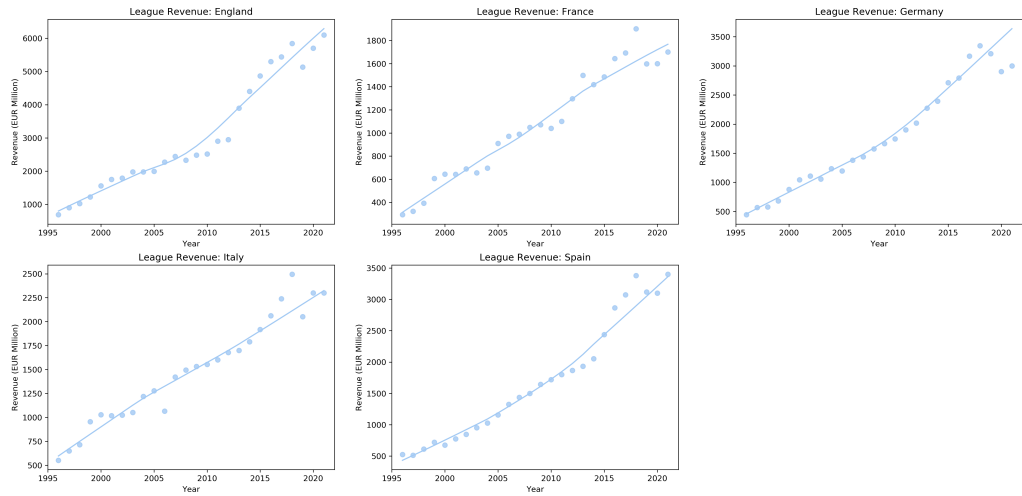 League Revenue: England
Revenue (EUR Million)
6000
5000
4000
3000
2000
1000
1995 2000 2005 2010 2015 2020
Year
League Revenue: France
Revenue (EUR Million)
1800
1600
1400
1200
1000
800
600
400
1995 2000 2005 2010 2015 2020
Year
League Revenue: Germany
Revenue (EUR Million)
3500
3000
2500
2000
1500
1000
500
1995 2000 2005 2010 2015 2020
Year
League Revenue: Italy
Revenue (EUR Million)
2500
2250
2000
1750
1500
1250
1000
750
500
1995 2000 2005 2010 2015 2020
Year
League Revenue: Spain
Revenue (EUR Million)
3500
3000
2500
2000
1500
1000
500
1995 2000 2005 2010 2015 2020
Year